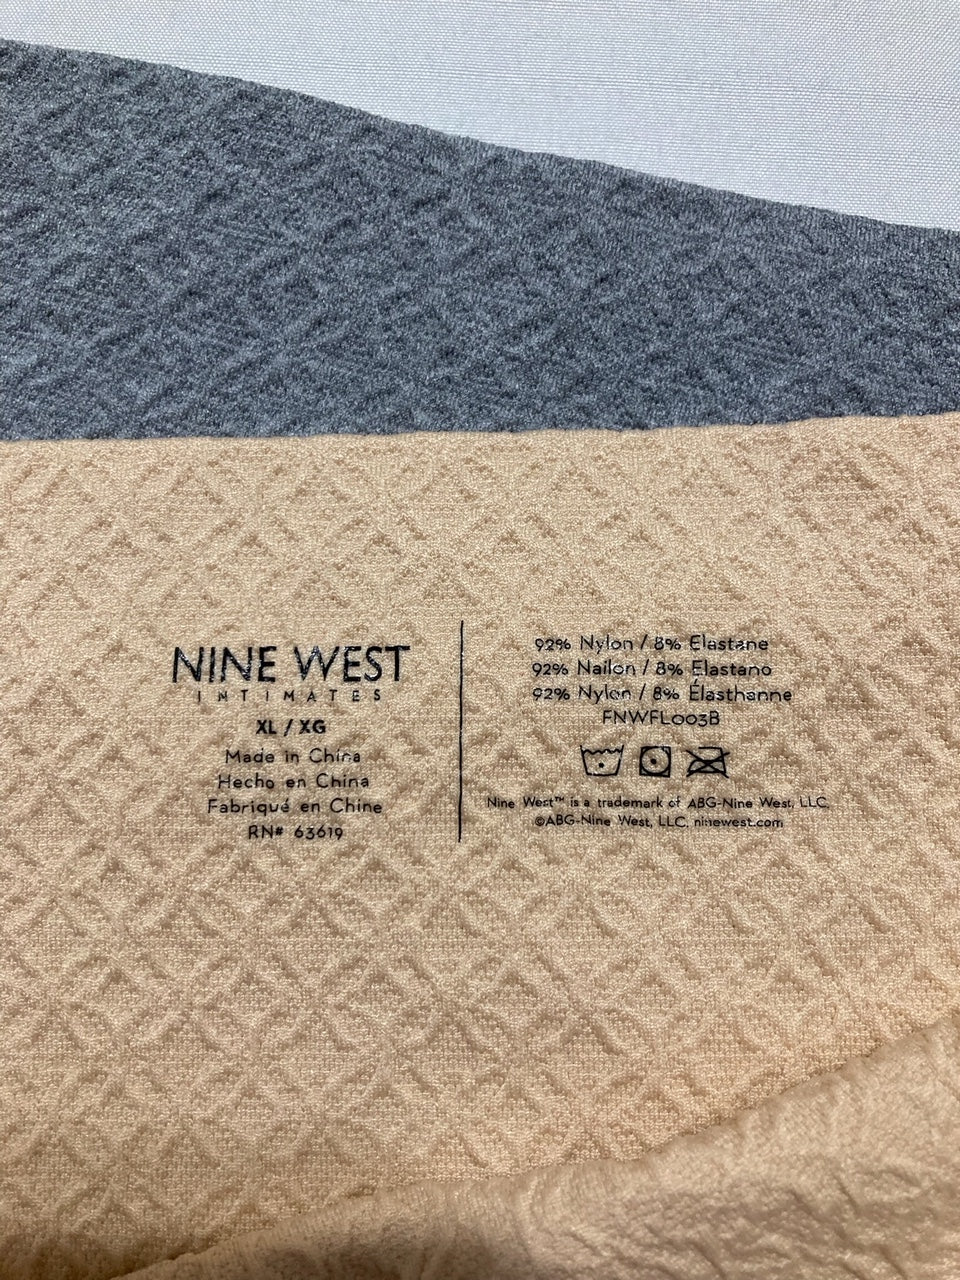 NINE WEST
INTIMATES
XL / XG
Made in China
Hecho en China
Fabriqué en Chine
RN# 63619
92% Nylon / 8% Elastane
92% Nailon / 8% Elastano
92% Nylon / 8% Élasthanne
FNWFL003B
Nine West™ is a trademark of ABG-Nine West, LLC.
©ABG-Nine West, LLC. ninewest.com